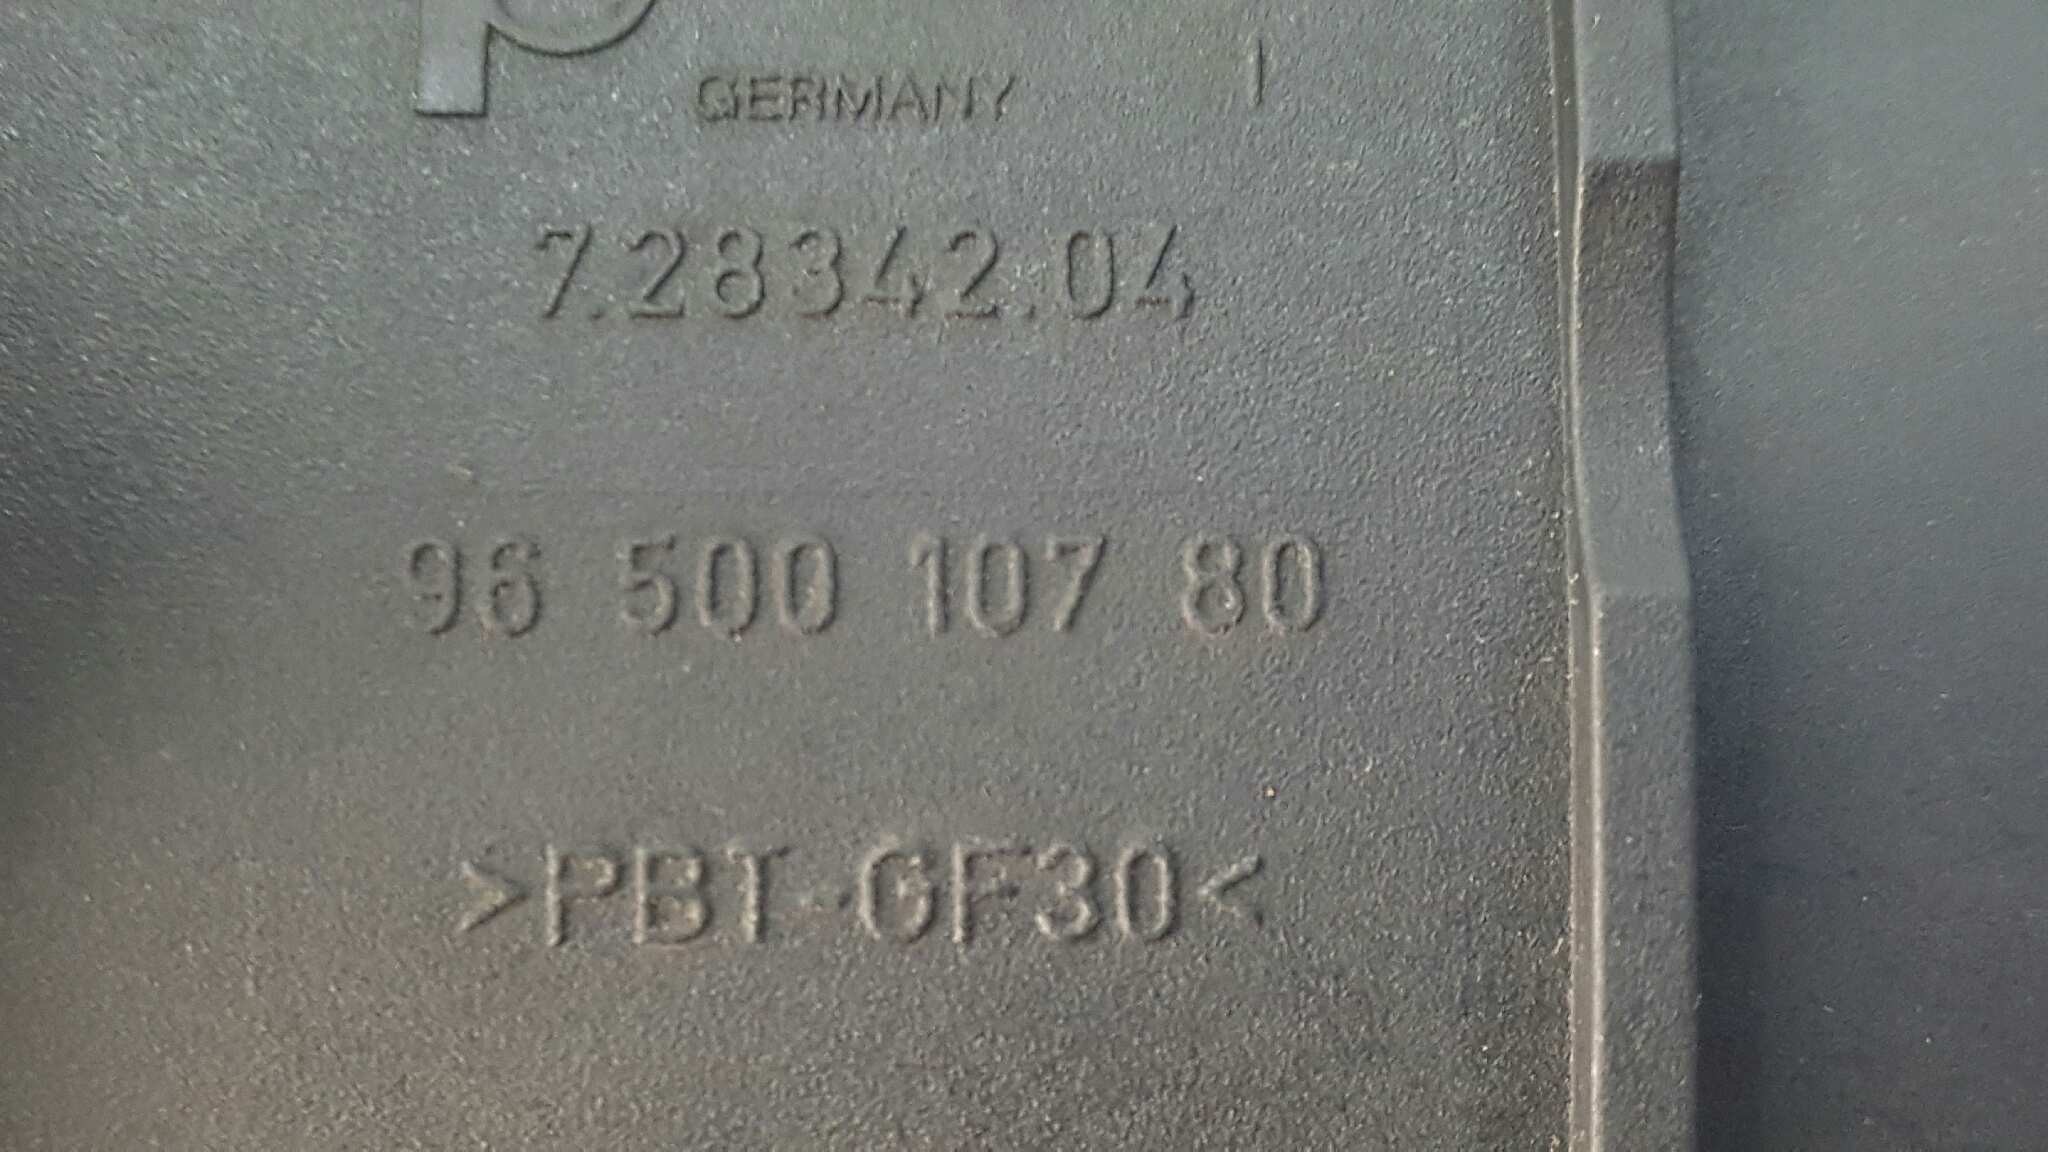 p
GERMANY
7.28342.04
96 500 107 80
>PBT-GF30<